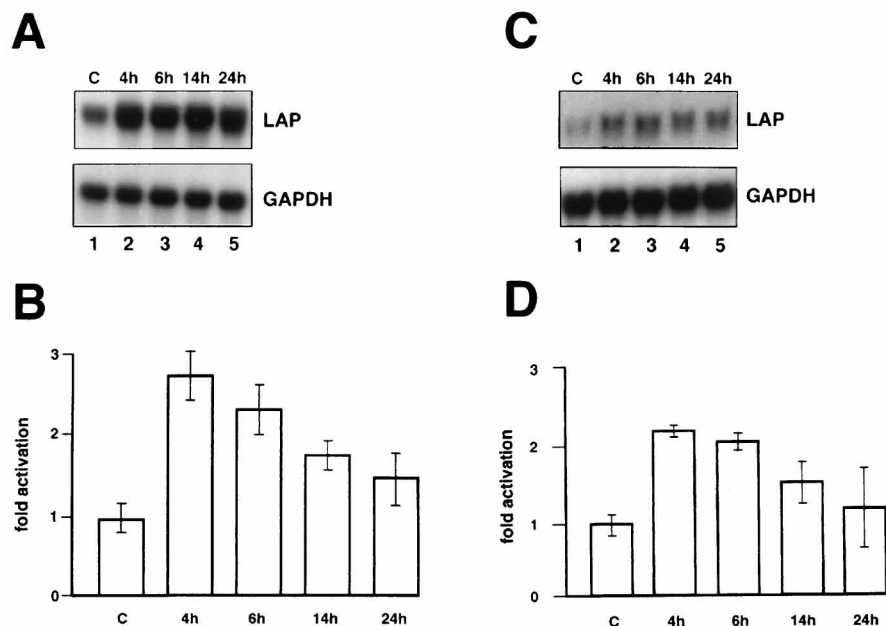 A
C 4h 6h 14h 24h
LAP
GAPDH
1 2 3 4 5
B
3
2
1
0
fold activation
C 4h 6h 14h 24h
C
C 4h 6h 14h 24h
LAP
GAPDH
1 2 3 4 5
D
3
2
1
0
fold activation
C 4h 6h 14h 24h